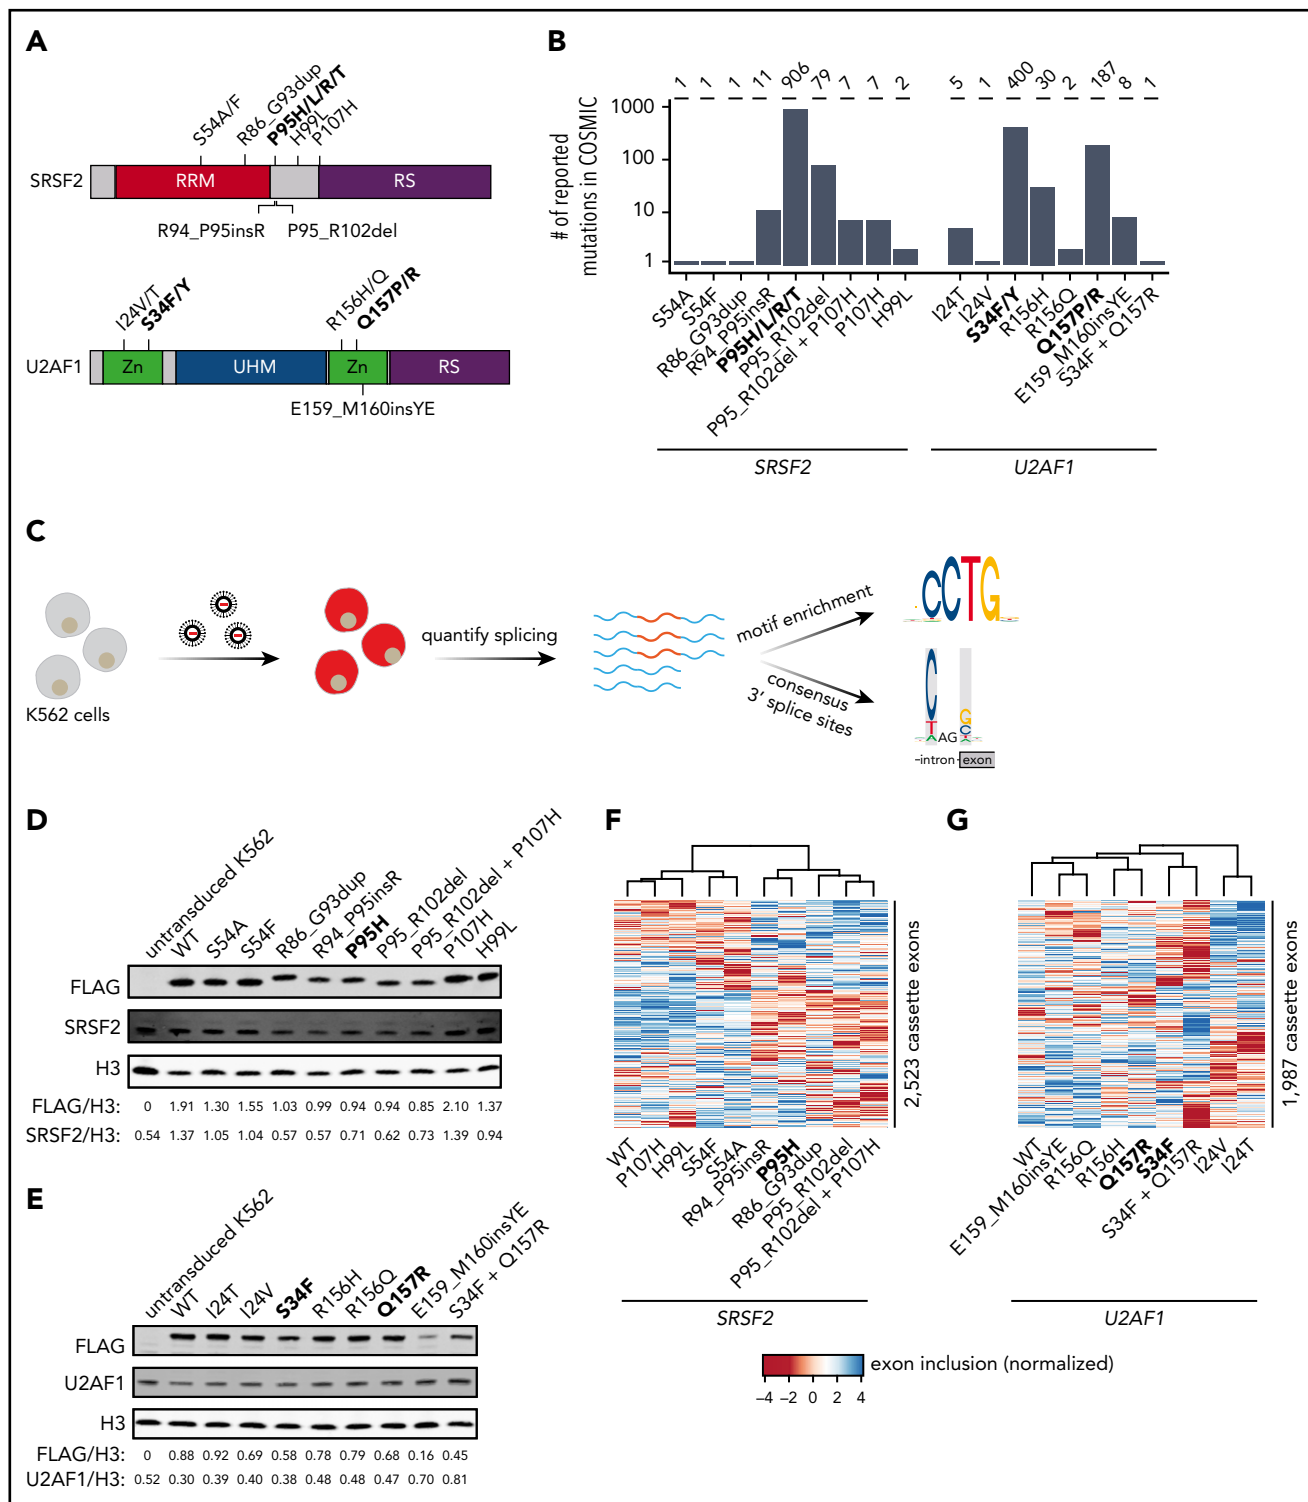 A
S54A/F
R86_G93dup
P95H/L/R/T
H99L
P107H
SRSF2
RRM
RS
R94_P95insR
P95_R102del
I24V/T
S34F/Y
R156H/Q
Q157P/R
U2AF1
Zn
UHM
Zn
RS
E159_M160insYE
B
# of reported
mutations in COSMIC
1000
100
10
1
1
1
1
11
906
79
7
7
2
5
1
400
30
2
187
8
1
S54A
S54F
R86_G93dup
R94_P95insR
P95H/L/R/T
P95_R102del
P95_R102del + P107H
P107H
H99L
I24T
I24V
S34F/Y
R156H
R156Q
Q157P/R
E159_M160insYE
S34F + Q157R
SRSF2
U2AF1
C
K562 cells
quantify splicing
motif enrichment
CCTG
consensus
3′ splice sites
C
T
A
AG
G
C
T
A
–intron–
exon
D
untransduced K562
WT
S54A
S54F
R86_G93dup
R94_P95insR
P95H
P95_R102del
P95_R102del + P107H
P107H
H99L
FLAG
SRSF2
H3
FLAG/H3: 0 1.91 1.30 1.55 1.03 0.99 0.94 0.94 0.85 2.10 1.37
SRSF2/H3: 0.54 1.37 1.05 1.04 0.57 0.57 0.71 0.62 0.73 1.39 0.94
E
untransduced K562
WT
I24T
I24V
S34F
R156H
R156Q
Q157R
E159_M160insYE
S34F + Q157R
FLAG
U2AF1
H3
FLAG/H3: 0 0.88 0.92 0.69 0.58 0.78 0.79 0.68 0.16 0.45
U2AF1/H3: 0.52 0.30 0.39 0.40 0.38 0.48 0.48 0.47 0.70 0.81
F
2,523 cassette exons
WT
P107H
H99L
S54F
S54A
R94_P95insR
P95H
R86_G93dup
P95_R102del
P95_R102del + P107H
SRSF2
G
1,987 cassette exons
WT
E159_M160insYE
R156Q
R156H
Q157R
S34F
S34F + Q157R
I24V
I24T
U2AF1
exon inclusion (normalized)
–4 –2 0 2 4